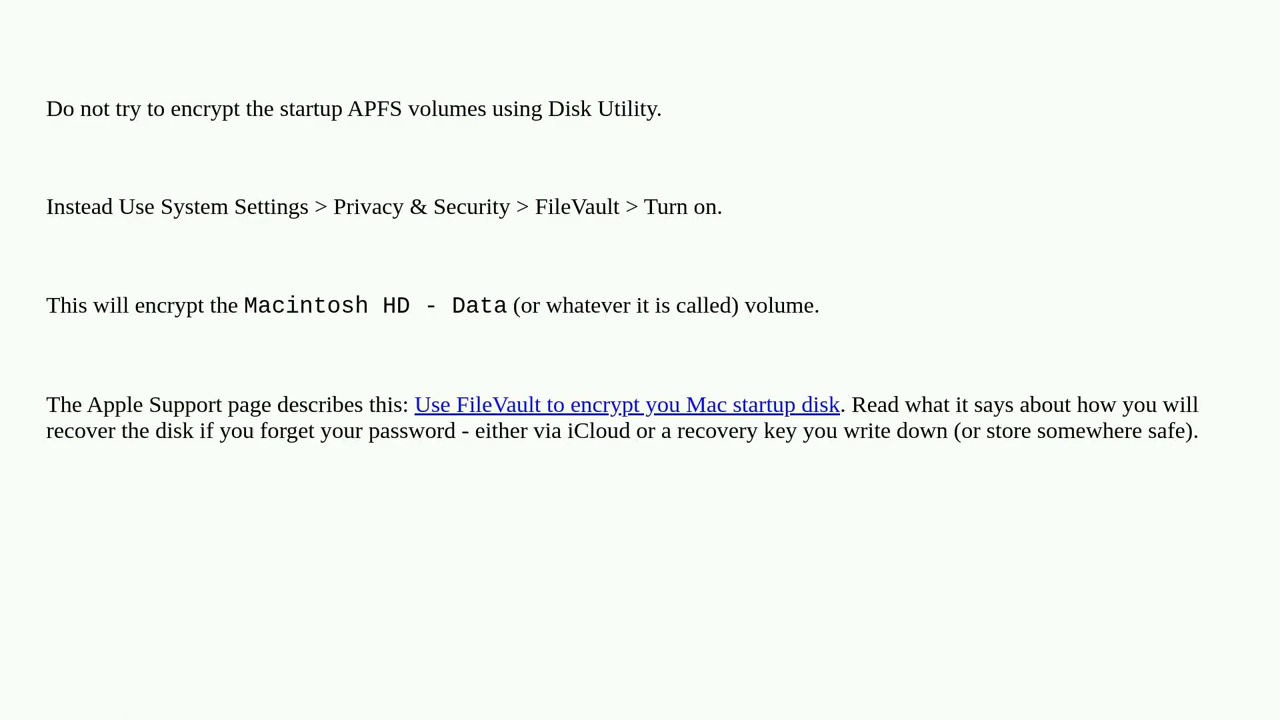 Do not try to encrypt the startup APFS volumes using Disk Utility.
Instead Use System Settings > Privacy & Security > FileVault > Turn on.
This will encrypt the Macintosh HD - Data (or whatever it is called) volume.
The Apple Support page describes this: Use FileVault to encrypt you Mac startup disk. Read what it says about how you will
recover the disk if you forget your password - either via iCloud or a recovery key you write down (or store somewhere safe).